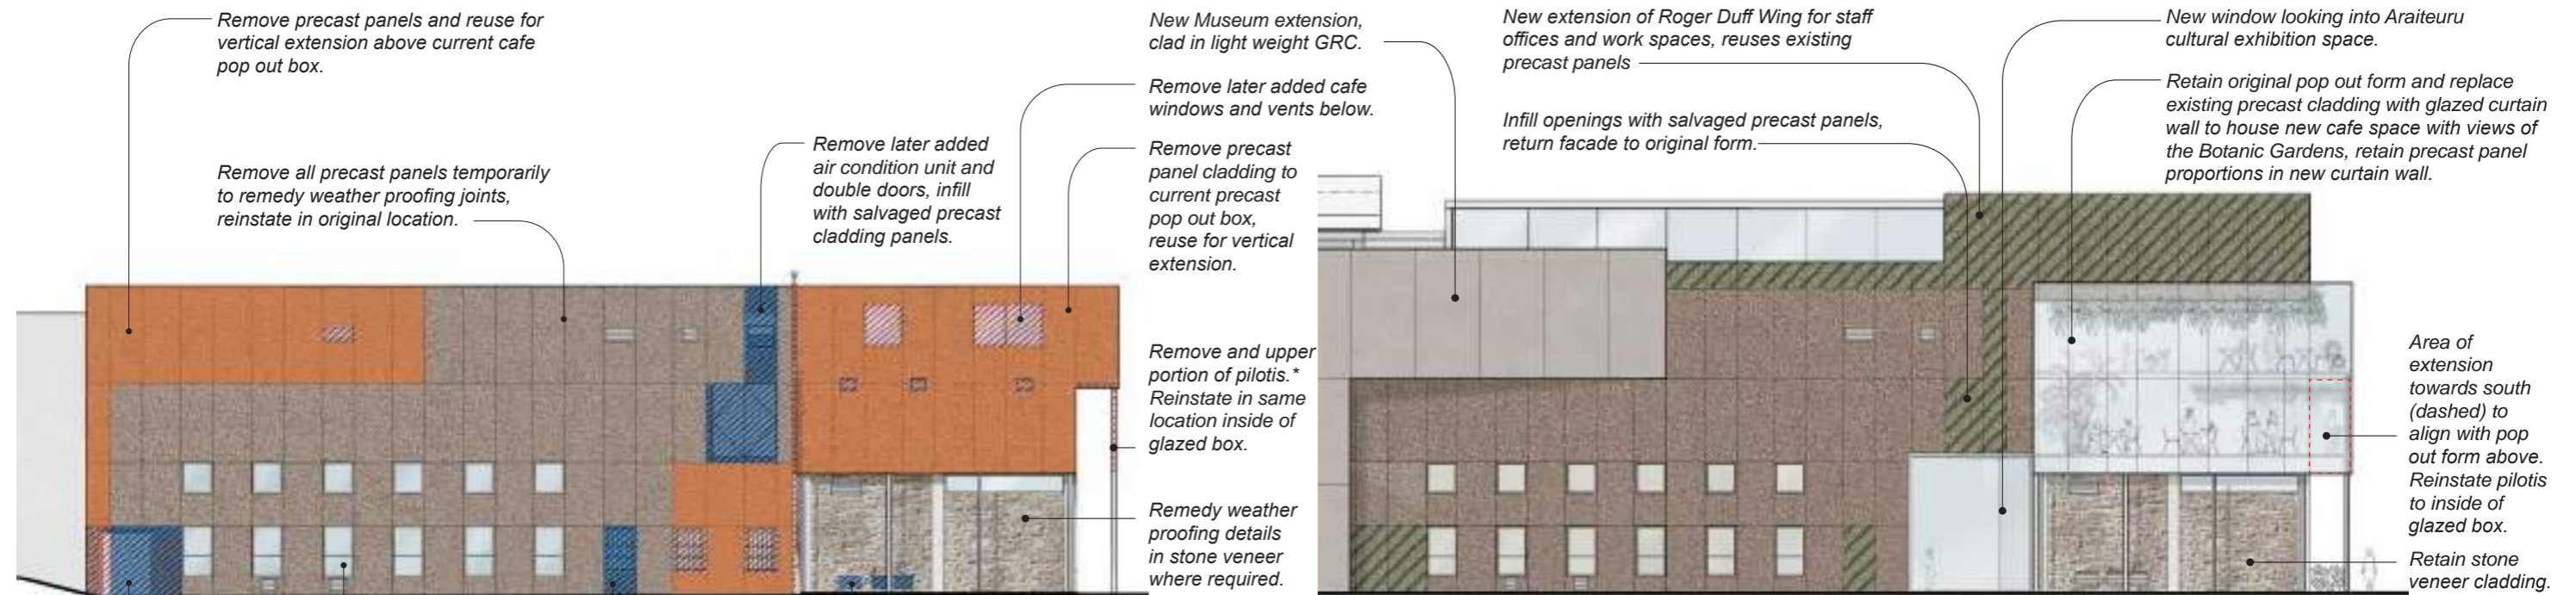 Remove precast panels and reuse for
vertical extension above current cafe
pop out box.
Remove all precast panels temporarily
to remedy weather proofing joints,
reinstate in original location.
Remove later added
air condition unit and
double doors, infill
with salvaged precast
cladding panels.
New Museum extension,
clad in light weight GRC.
Remove later added cafe
windows and vents below.
Remove precast
panel cladding to
current precast
pop out box,
reuse for vertical
extension.
Remove and upper
portion of pilotis.*
Reinstate in same
location inside of
glazed box.
Remedy weather
proofing details
in stone veneer
where required.
New extension of Roger Duff Wing for staff
offices and work spaces, reuses existing
precast panels
Infill openings with salvaged precast panels,
return facade to original form.
New window looking into Araiteuru
cultural exhibition space.
Retain original pop out form and replace
existing precast cladding with glazed curtain
wall to house new cafe space with views of
the Botanic Gardens, retain precast panel
proportions in new curtain wall.
Area of
extension
towards south
(dashed) to
align with pop
out form above.
Reinstate pilotis
to inside of
glazed box.
Retain stone
veneer cladding.